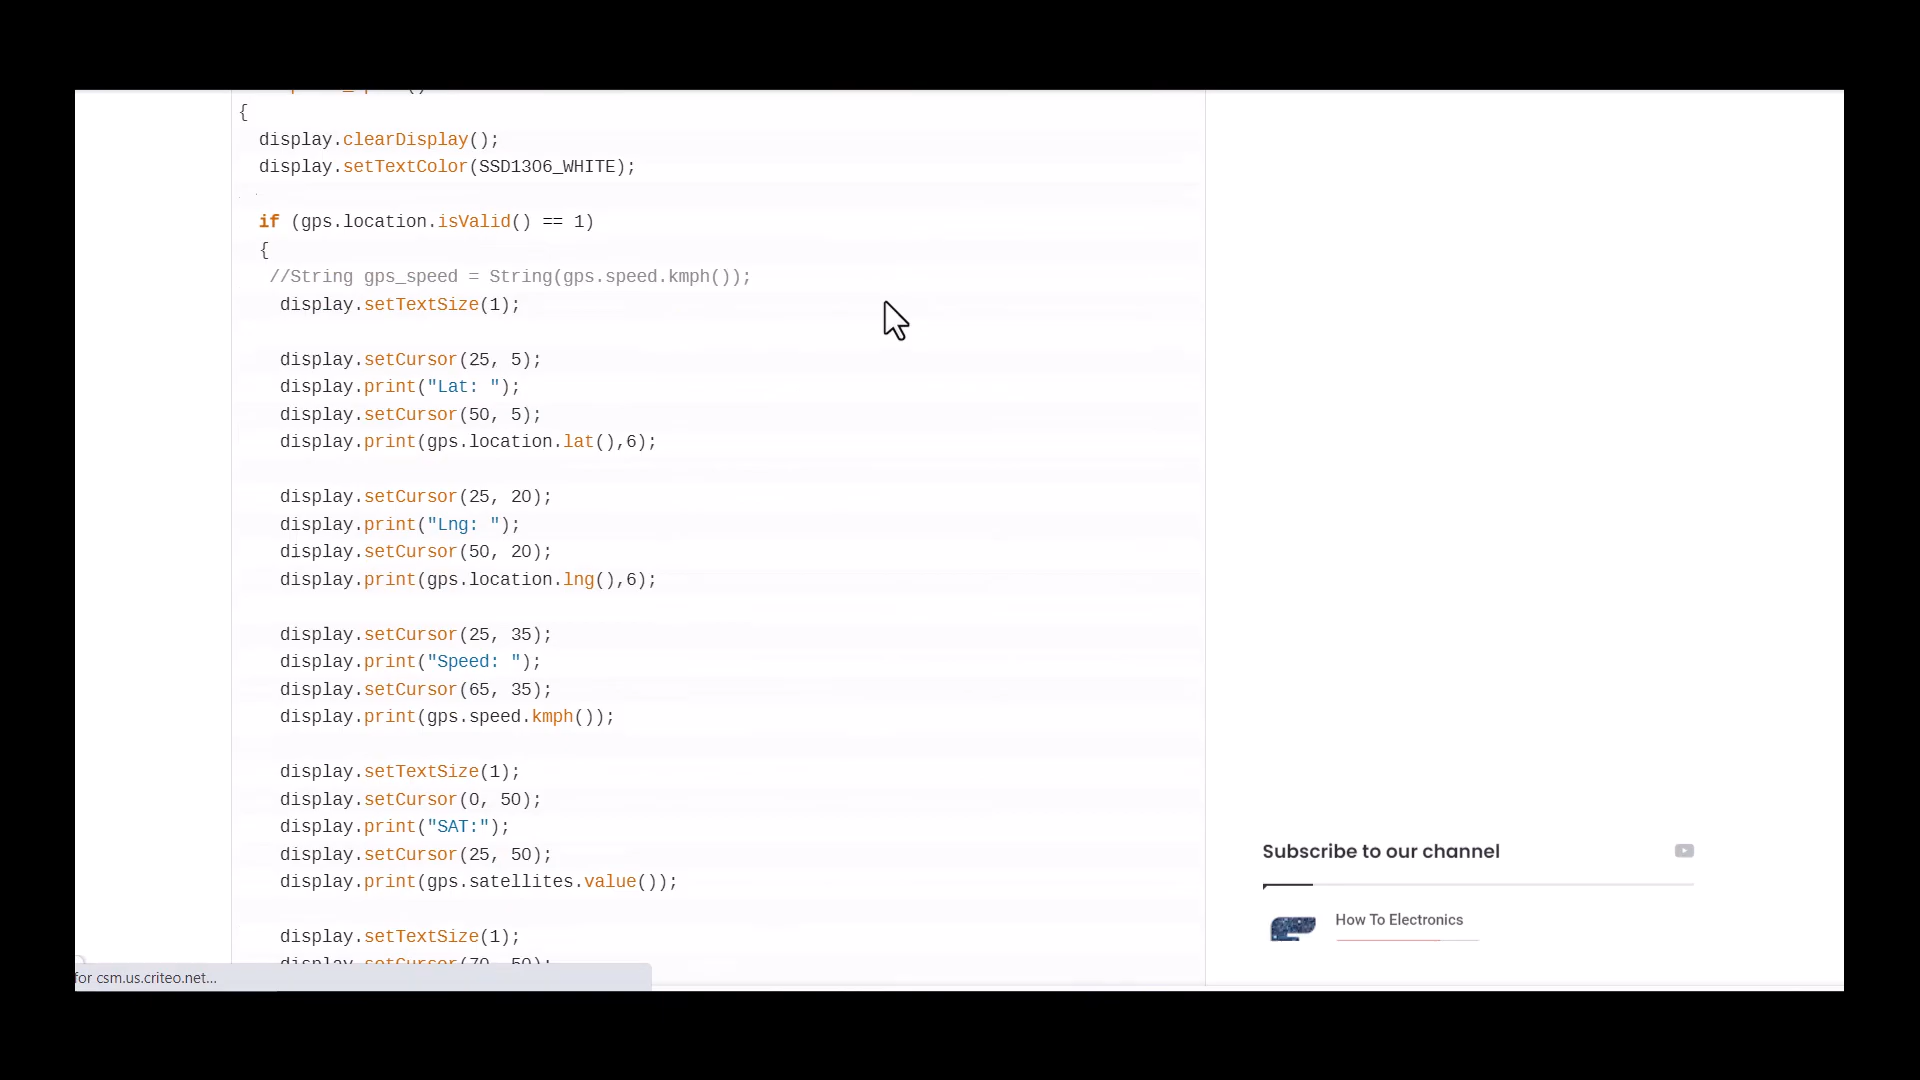 {
display.clearDisplay();
display.setTextColor(SSD1306_WHITE);
if (gps.location.isValid() == 1)
{
//String gps_speed = String(gps.speed.kmph());
display.setTextSize(1);
display.setCursor(25, 5);
display.print("Lat: ");
display.setCursor(50, 5);
display.print(gps.location.lat(),6);
display.setCursor(25, 20);
display.print("Lng: ");
display.setCursor(50, 20);
display.print(gps.location.lng(),6);
display.setCursor(25, 35);
display.print("Speed: ");
display.setCursor(65, 35);
display.print(gps.speed.kmph());
display.setTextSize(1);
display.setCursor(0, 50);
display.print("SAT:");
display.setCursor(25, 50);
display.print(gps.satellites.value());
display.setTextSize(1);
display.setCursor(70, 50);
for csm.us.criteo.net...
Subscribe to our channel
How To Electronics